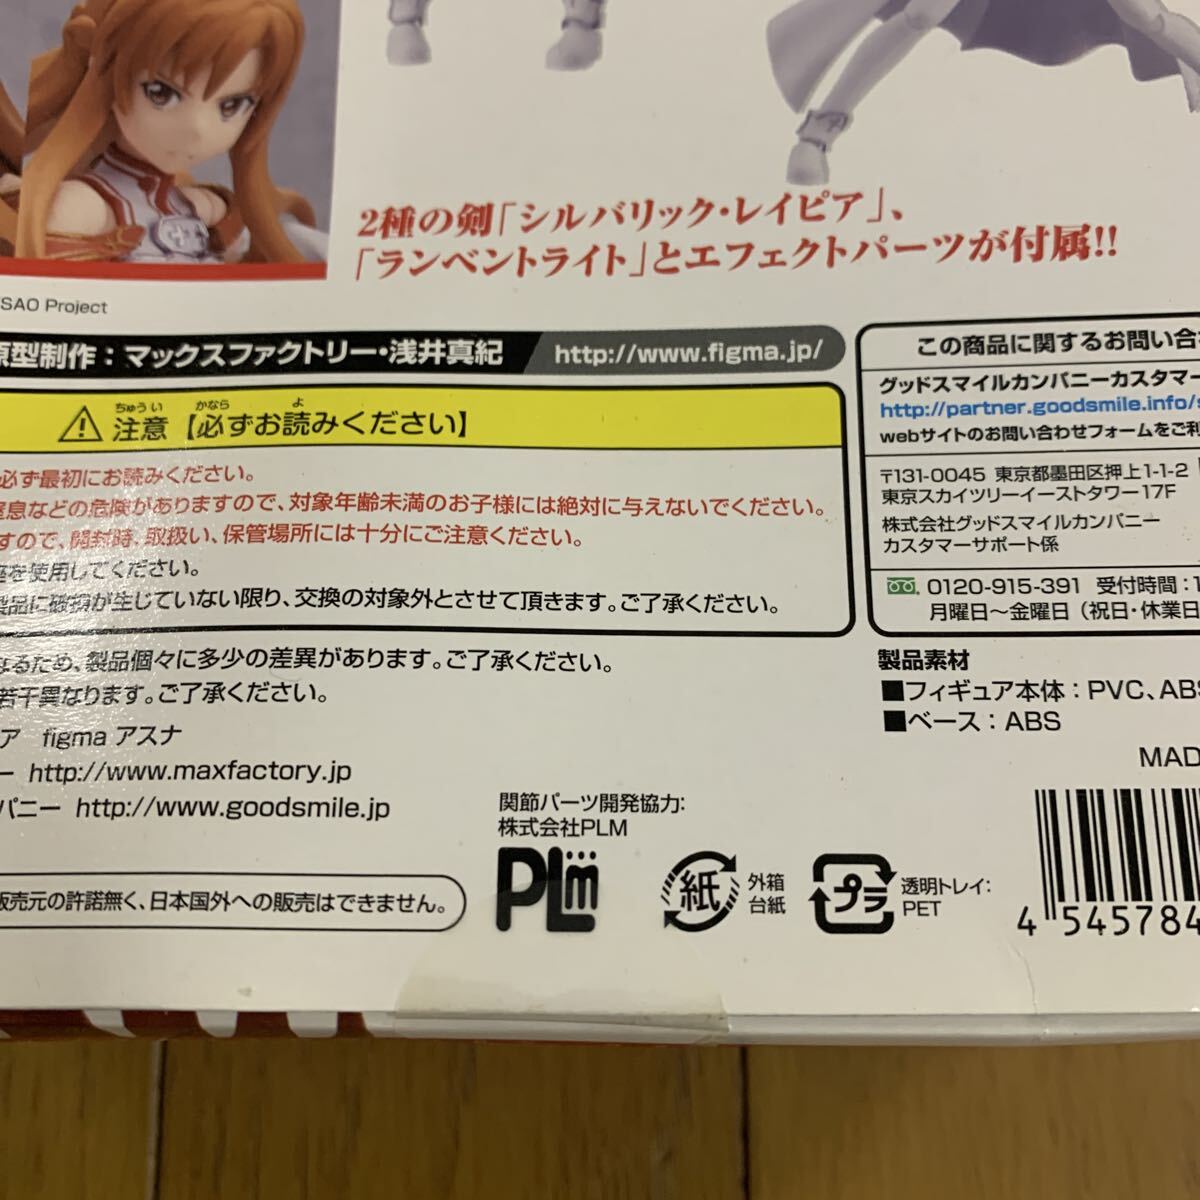 2種の剣「シルバリック・レイピア」、
「ランベントライト」とエフェクトパーツが付属!!
SAO Project
原型制作：マックスファクトリー・浅井真紀
http://www.figma.jp/
ちゅうい かなら よ
注意【必ずお読みください】
必ず最初にお読みください。
窒息などの危険がありますので、対象年齢未満のお子様には絶対に与えないでください。
すので、開封時、取扱い、保管場所には十分にご注意ください。
を使用してください。
製品に破損が生じていない限り、交換の対象外とさせて頂きます。ご了承ください。
なるため、製品個々に多少の差異があります。ご了承ください。
若干異なります。ご了承ください。
ア figma アスナ
ー http://www.maxfactory.jp
パニー http://www.goodsmile.jp
販売元の許諾無く、日本国外への販売はできません。
関節パーツ開発協力：
株式会社PLM
PLM
紙
外箱
台紙
プラ
透明トレイ：
PET
この商品に関するお問い合
グッドスマイルカンパニーカスタマー
http://partner.goodsmile.info/s
webサイトのお問い合わせフォームをご利
〒131-0045 東京都墨田区押上1-1-2
東京スカイツリーイーストタワー17F
株式会社グッドスマイルカンパニー
カスタマーサポート係
0120-915-391 受付時間：1
月曜日～金曜日（祝日・休業日
製品素材
■フィギュア本体：PVC、ABS
■ベース：ABS
MAD
4 545784